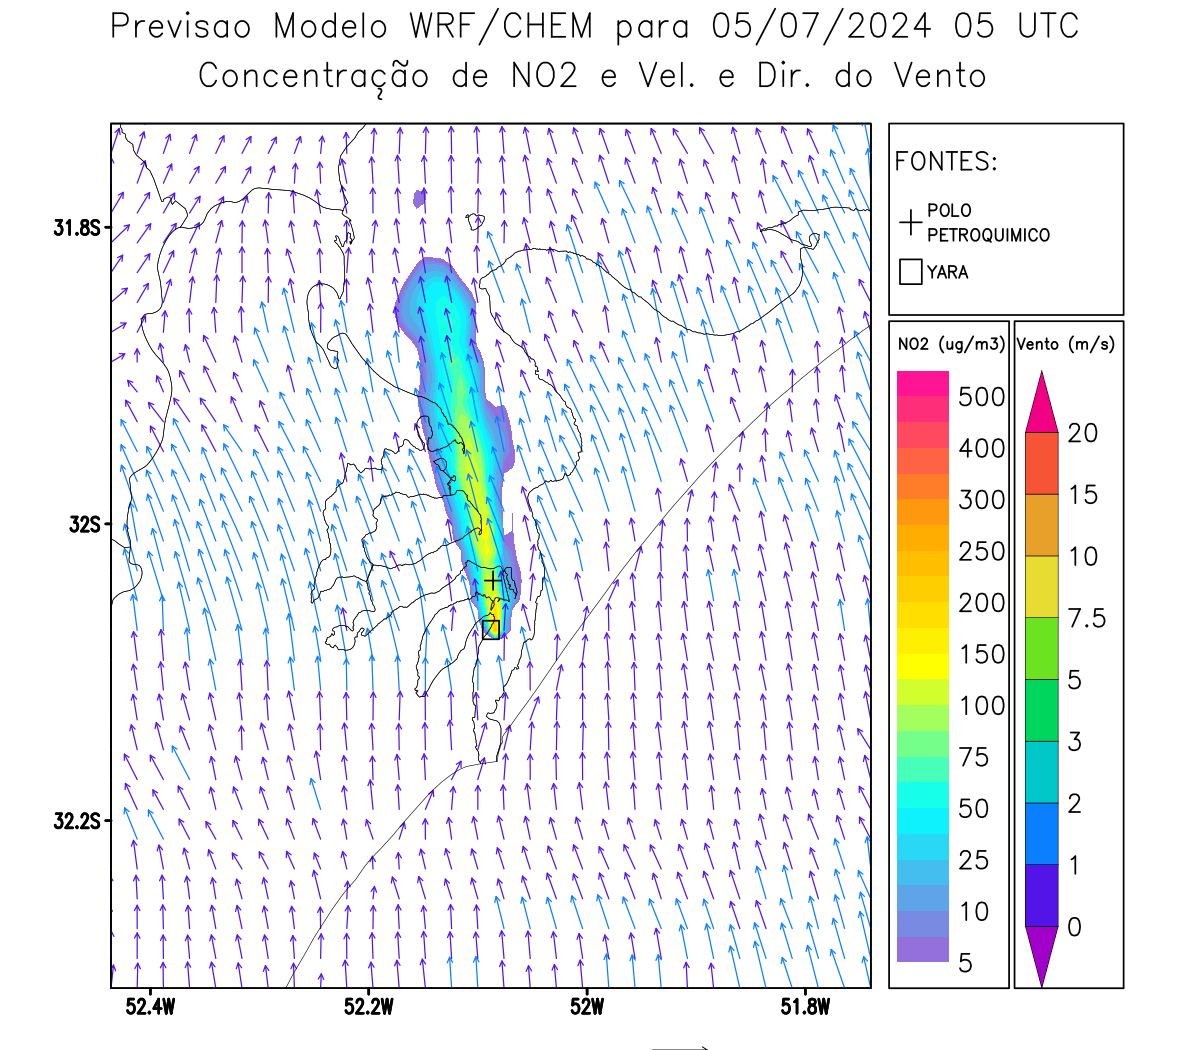 Previsao Modelo WRF/CHEM para 05/07/2024 05 UTC
Concentração de NO2 e Vel. e Dir. do Vento
FONTES:
POLO
PETROQUIMICO
YARA
NO2 (ug/m3)
500
400
300
250
200
150
100
75
50
25
10
5
Vento (m/s)
20
15
10
7.5
5
3
2
1
0
31.8S
32S
32.2S
52.4W 52.2W 52W 51.8W